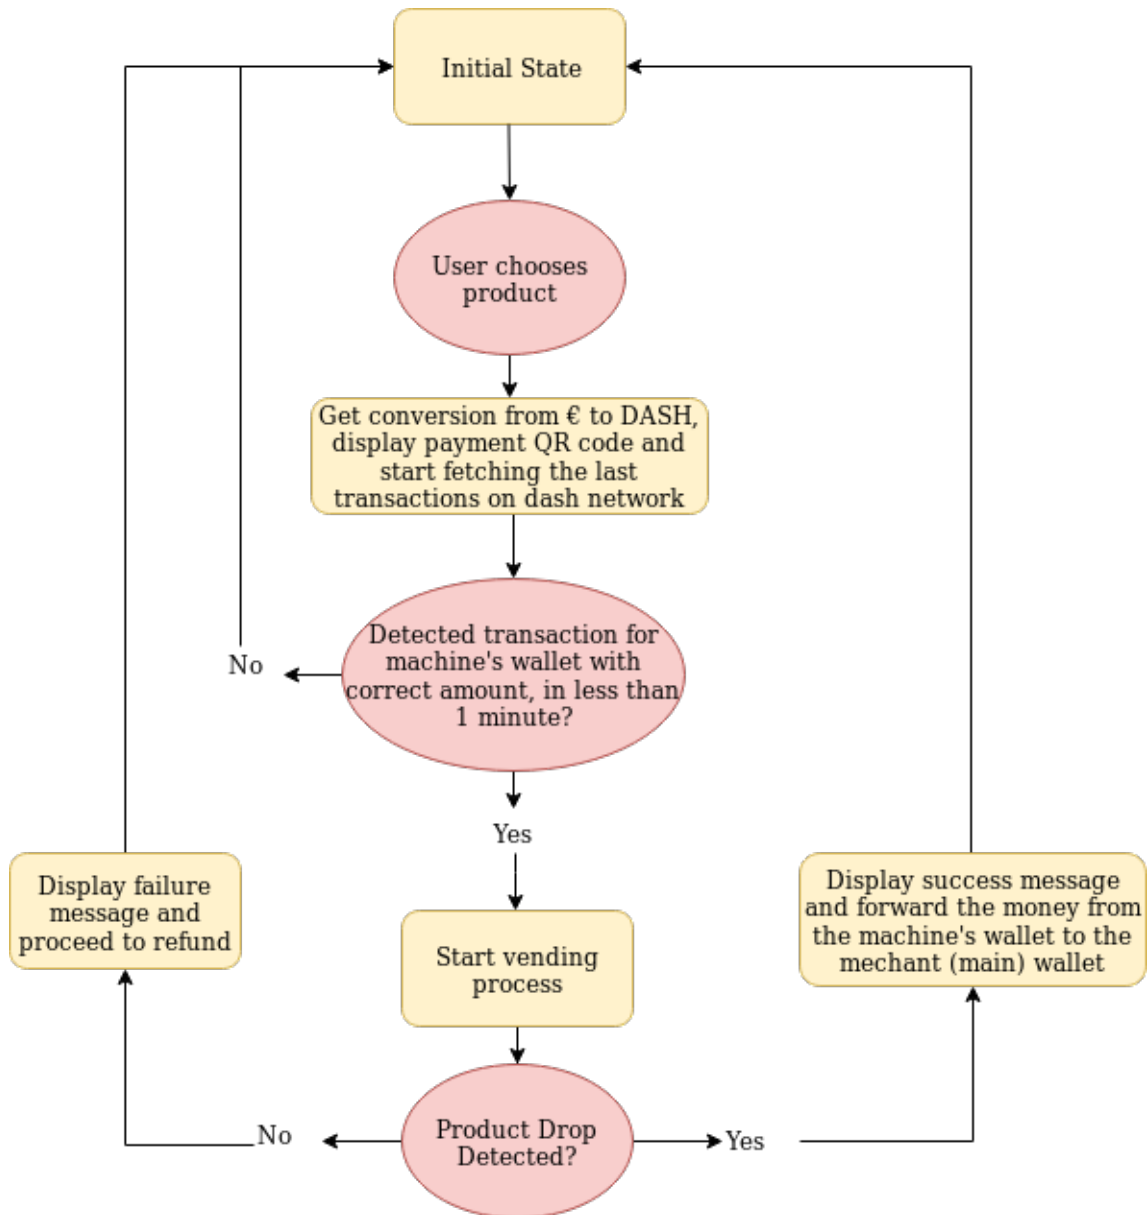 Initial State
User chooses
product
Get conversion from € to DASH,
display payment QR code and
start fetching the last
transactions on dash network
Detected transaction for
machine's wallet with
correct amount, in less than
1 minute?
No
Yes
Display failure
message and
proceed to refund
Start vending
process
Display success message
and forward the money from
the machine's wallet to the
mechant (main) wallet
No
Product Drop
Detected?
Yes